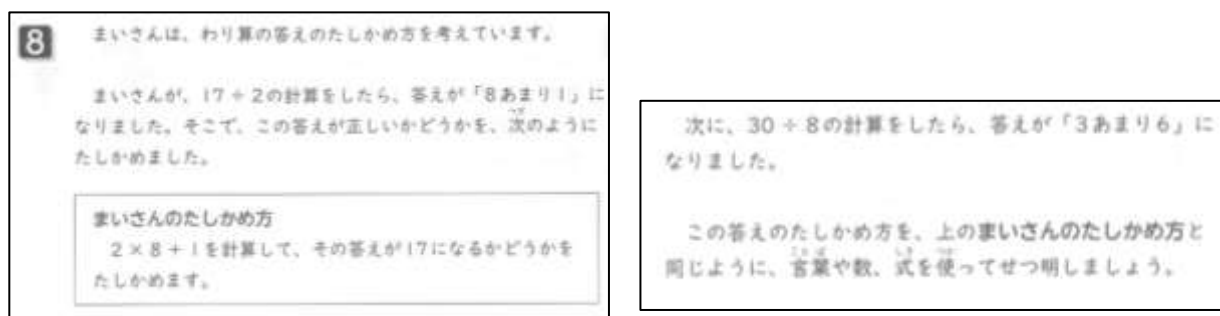 8
まいさんは、わり算の答えのたしかめ方を考えています。
まいさんが、17÷2の計算をしたら、答えが「8あまり1」に
なりました。そこで、この答えが正しいかどうかを、次のように
たしかめました。
まいさんのたしかめ方
2×8+1を計算して、その答えが17になるかどうかを
たしかめます。
次に、30÷8の計算をしたら、答えが「3あまり6」に
なりました。
この答えのたしかめ方を、上のまいさんのたしかめ方と
同じように、言葉や数、式を使ってせつ明しましょう。